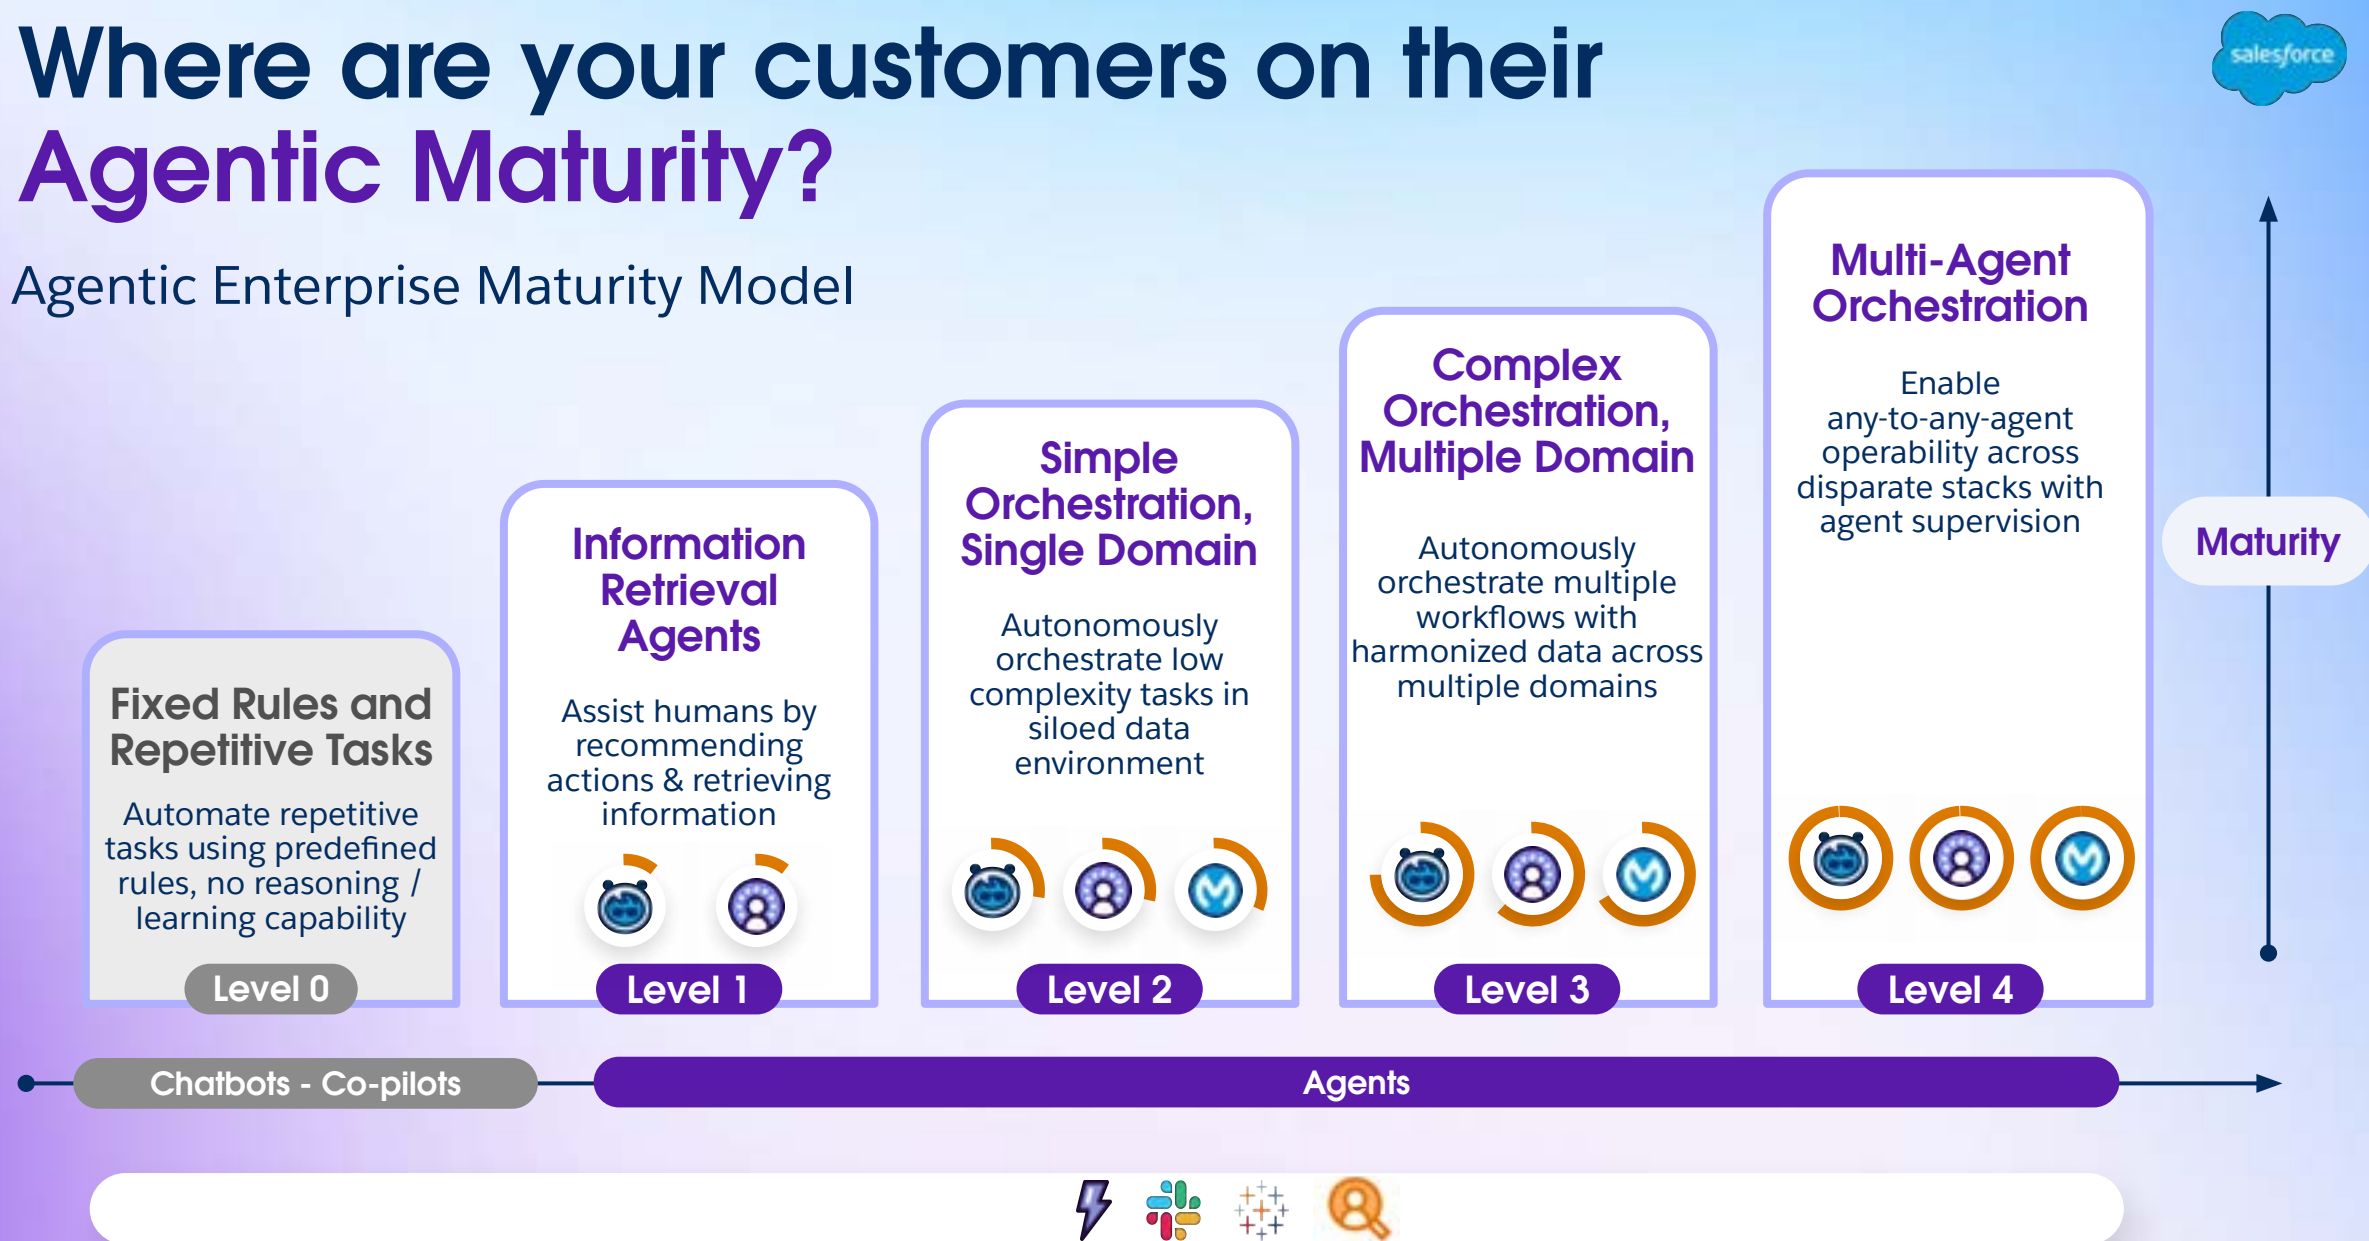 Where are your customers on their
Agentic Maturity?
salesforce
Agentic Enterprise Maturity Model
Fixed Rules and
Repetitive Tasks
Automate repetitive
tasks using predefined
rules, no reasoning /
learning capability
Level 0
Information
Retrieval
Agents
Assist humans by
recommending
actions & retrieving
information
Level 1
Simple
Orchestration,
Single Domain
Autonomously
orchestrate low
complexity tasks in
siloed data
environment
Level 2
Complex
Orchestration,
Multiple Domain
Autonomously
orchestrate multiple
workflows with
harmonized data across
multiple domains
Level 3
Multi-Agent
Orchestration
Enable
any-to-any-agent
operability across
disparate stacks with
agent supervision
Level 4
Maturity
Chatbots - Co-pilots
Agents